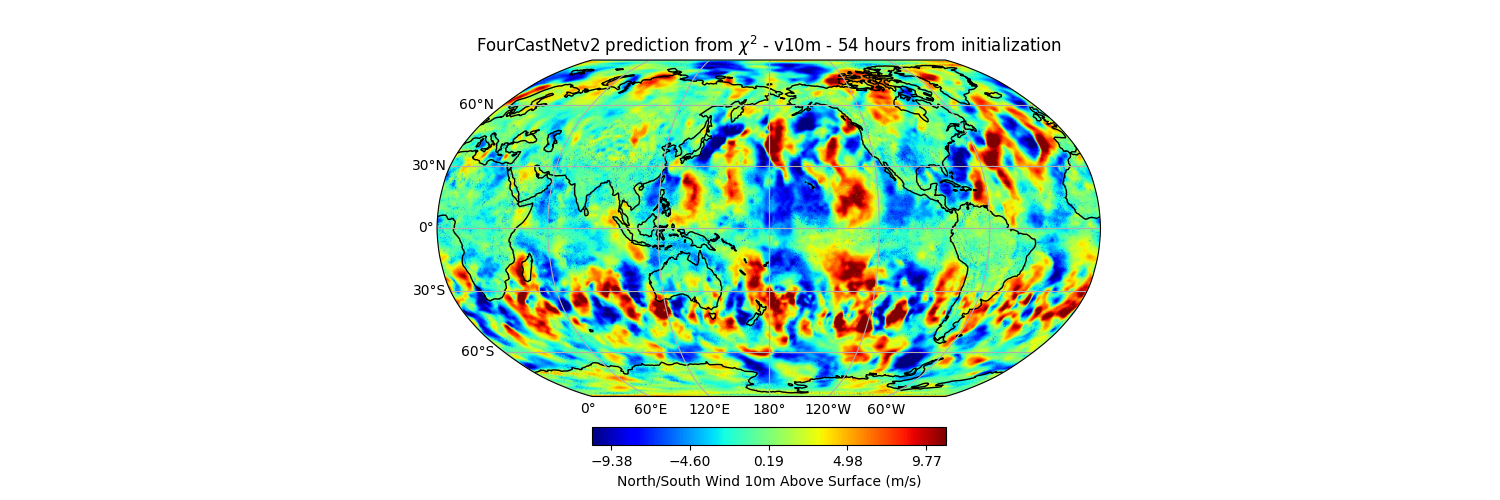 FourCastNetv2 prediction from χ² - v10m - 54 hours from initialization
60°N
30°N
0°
30°S
60°S
0° 60°E 120°E 180° 120°W 60°W
−9.38 −4.60 0.19 4.98 9.77
North/South Wind 10m Above Surface (m/s)